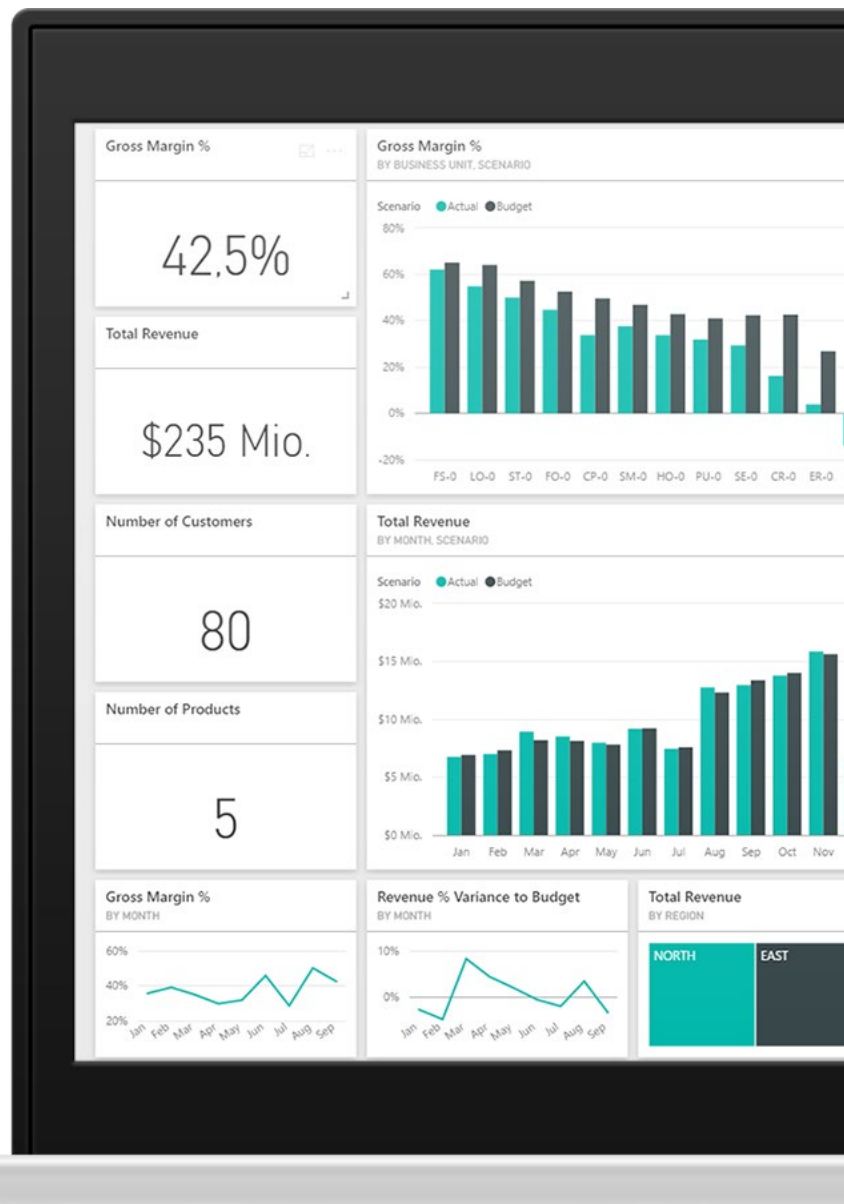 Gross Margin %
42,5%
Total Revenue
$235 Mio.
Number of Customers
80
Number of Products
5
Gross Margin %
BY BUSINESS UNIT, SCENARIO
Scenario Actual Budget
80%
60%
40%
20%
0%
-20%
FS-0 LO-0 ST-0 FO-0 CP-0 SM-0 HO-0 PU-0 SE-0 CR-0 ER-0
Total Revenue
BY MONTH, SCENARIO
Scenario Actual Budget
$20 Mio.
$15 Mio.
$10 Mio.
$5 Mio.
$0 Mio.
Jan Feb Mar Apr May Jun Jul Aug Sep Oct Nov
Gross Margin %
BY MONTH
60%
40%
20%
Jan Feb Mar Apr May Jun Jul Aug Sep
Revenue % Variance to Budget
BY MONTH
10%
0%
Jan Feb Mar Apr May Jun Jul Aug Sep
Total Revenue
BY REGION
NORTH
EAST